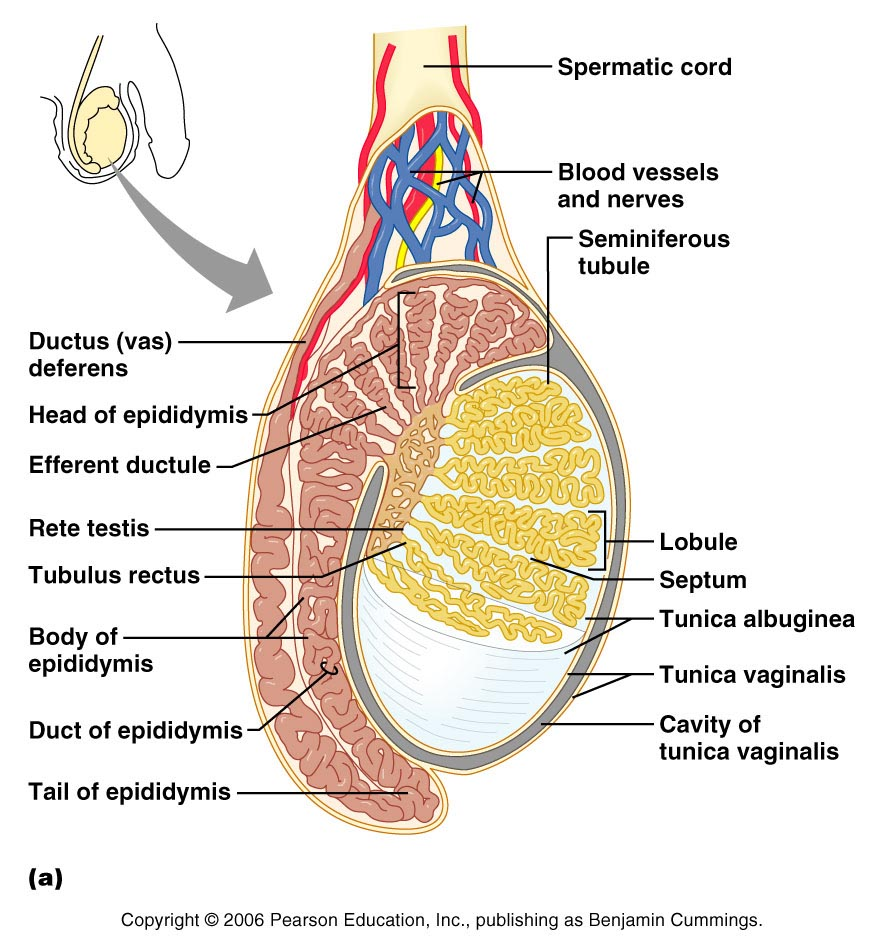 Spermatic cord
Blood vessels
and nerves
Seminiferous
tubule
Ductus (vas)
deferens
Head of epididymis
Efferent ductule
Rete testis
Tubulus rectus
Body of
epididymis
Duct of epididymis
Tail of epididymis
Lobule
Septum
Tunica albuginea
Tunica vaginalis
Cavity of
tunica vaginalis
(a)
Copyright © 2006 Pearson Education, Inc., publishing as Benjamin Cummings.